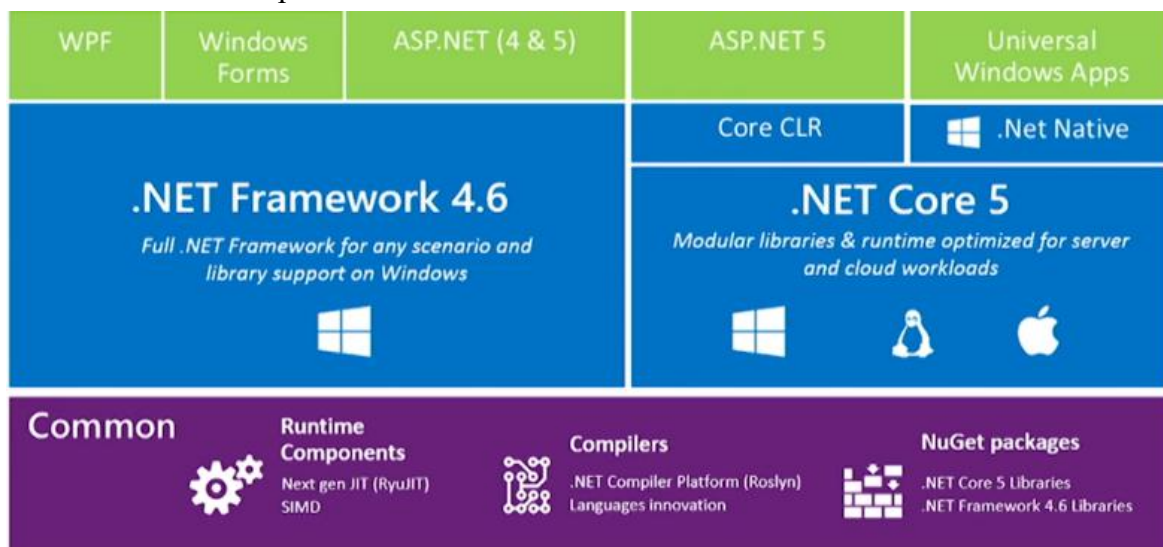 WPF
Windows
Forms
ASP.NET (4 & 5)
ASP.NET 5
Universal
Windows Apps
Core CLR
.Net Native
.NET Framework 4.6
Full .NET Framework for any scenario and
library support on Windows
.NET Core 5
Modular libraries & runtime optimized for server
and cloud workloads
Common
Runtime
Components
Next gen JIT (RyuJIT)
SIMD
Compilers
.NET Compiler Platform (Roslyn)
Languages innovation
NuGet packages
.NET Core 5 Libraries
.NET Framework 4.6 Libraries